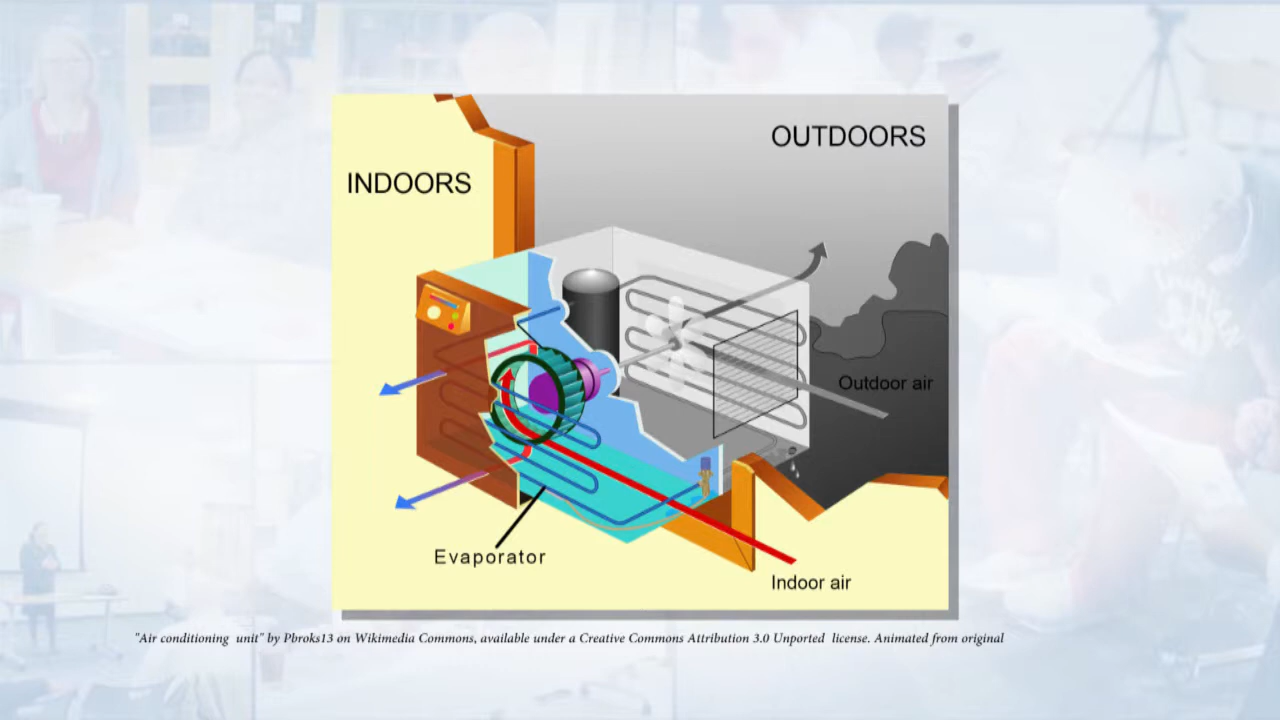 OUTDOORS
INDOORS
Outdoor air
Evaporator
Indoor air
"Air conditioning unit" by Pbroks13 on Wikimedia Commons, available under a Creative Commons Attribution 3.0 Unported license. Animated from original